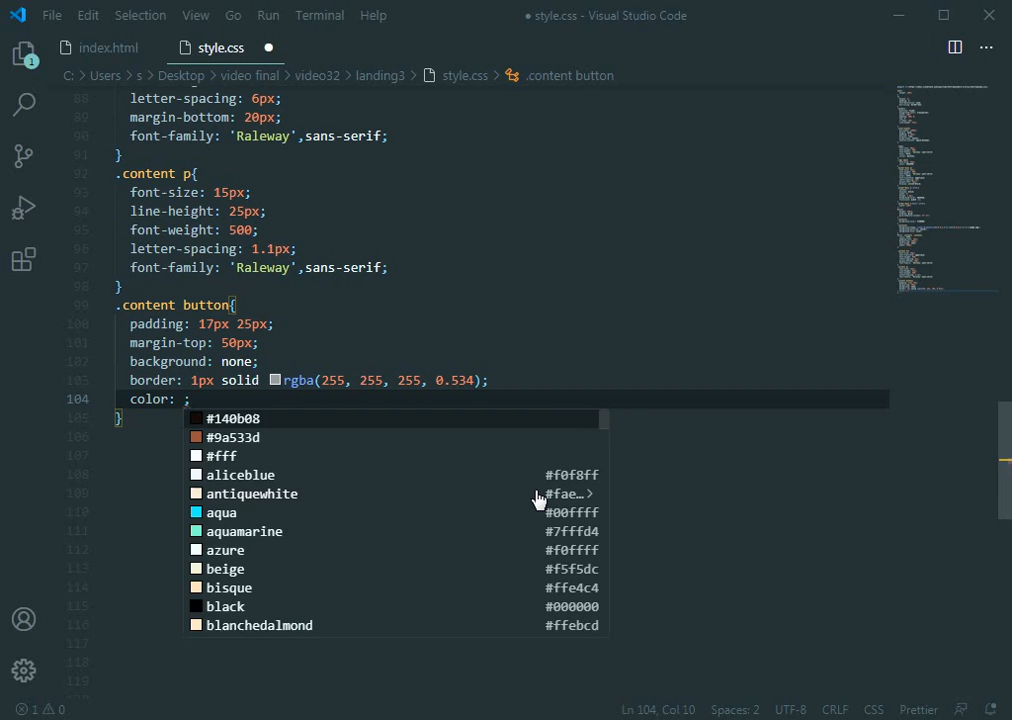 File Edit Selection View Go Run Terminal Help
● style.css - Visual Studio Code
index.html
style.css
C: > Users > s > Desktop > video final > video32 > landing3 > style.css > .content button
88
89 letter-spacing: 6px;
margin-bottom: 20px;
90 font-family: 'Raleway',sans-serif;
91 }
92 .content p{
93 font-size: 15px;
94 line-height: 25px;
95 font-weight: 500;
96 letter-spacing: 1.1px;
97 font-family: 'Raleway',sans-serif;
98 }
99 .content button{
100 padding: 17px 25px;
101 margin-top: 50px;
102 background: none;
103 border: 1px solid rgba(255, 255, 255, 0.534);
104 color: ;
105 }
106 #140b08
#9a533d
107 #fff
108 aliceblue #f0f8ff
109 antiquewhite #fae…>
110 aqua #00ffff
111 aquamarine #7fffd4
112 azure #f0ffff
113 beige #f5f5dc
114 bisque #ffe4c4
115 black #000000
116 blanchedalmond #ffebcd
117
118
119
1
1 0
Ln 104, Col 10 Spaces: 2 UTF-8 CRLF CSS Prettier